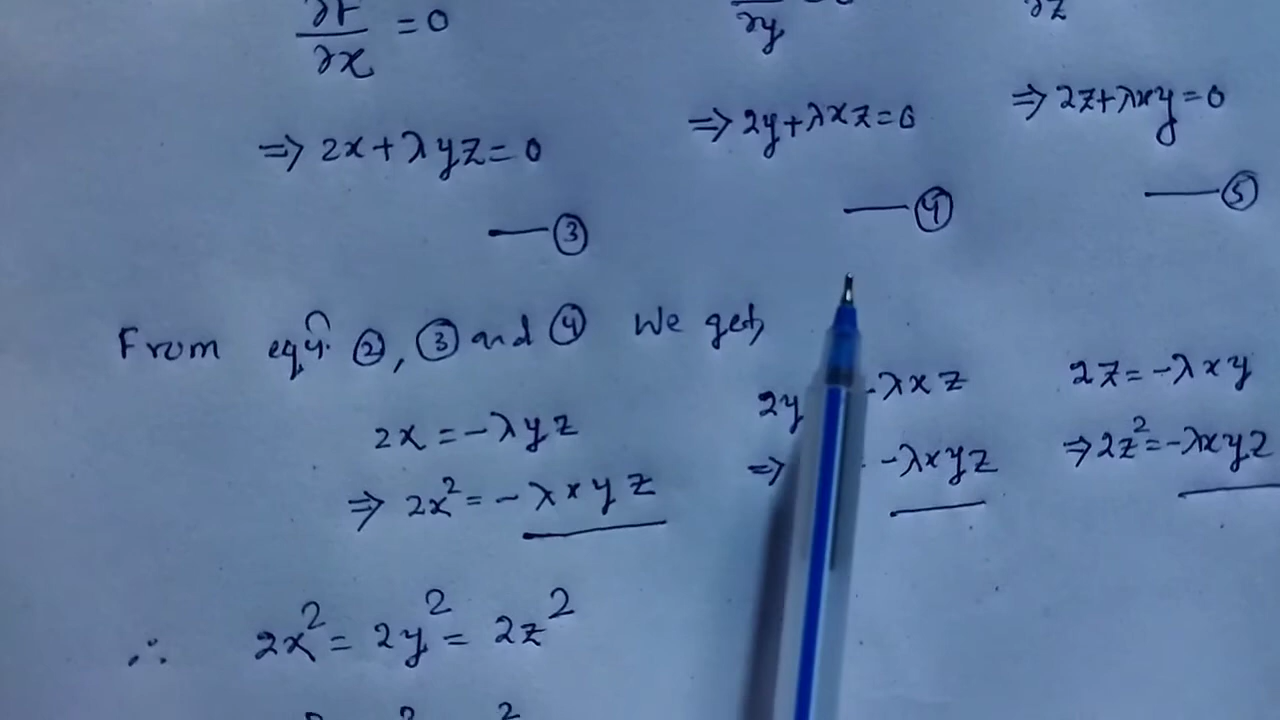 ∂F/∂x = 0
∂y
∂z
⇒ 2x + λyz = 0
⇒ 2y + λxz = 0
⇒ 2z + λxy = 0
— ③
— ④
— ⑤
From eqn. ②, ③ and ④ We get,
2x = -λyz
2y -λxz
2z = -λxy
⇒ 2x² = -λxyz
⇒ -λxyz
⇒ 2z² = -λxyz
∴ 2x² = 2y² = 2z²